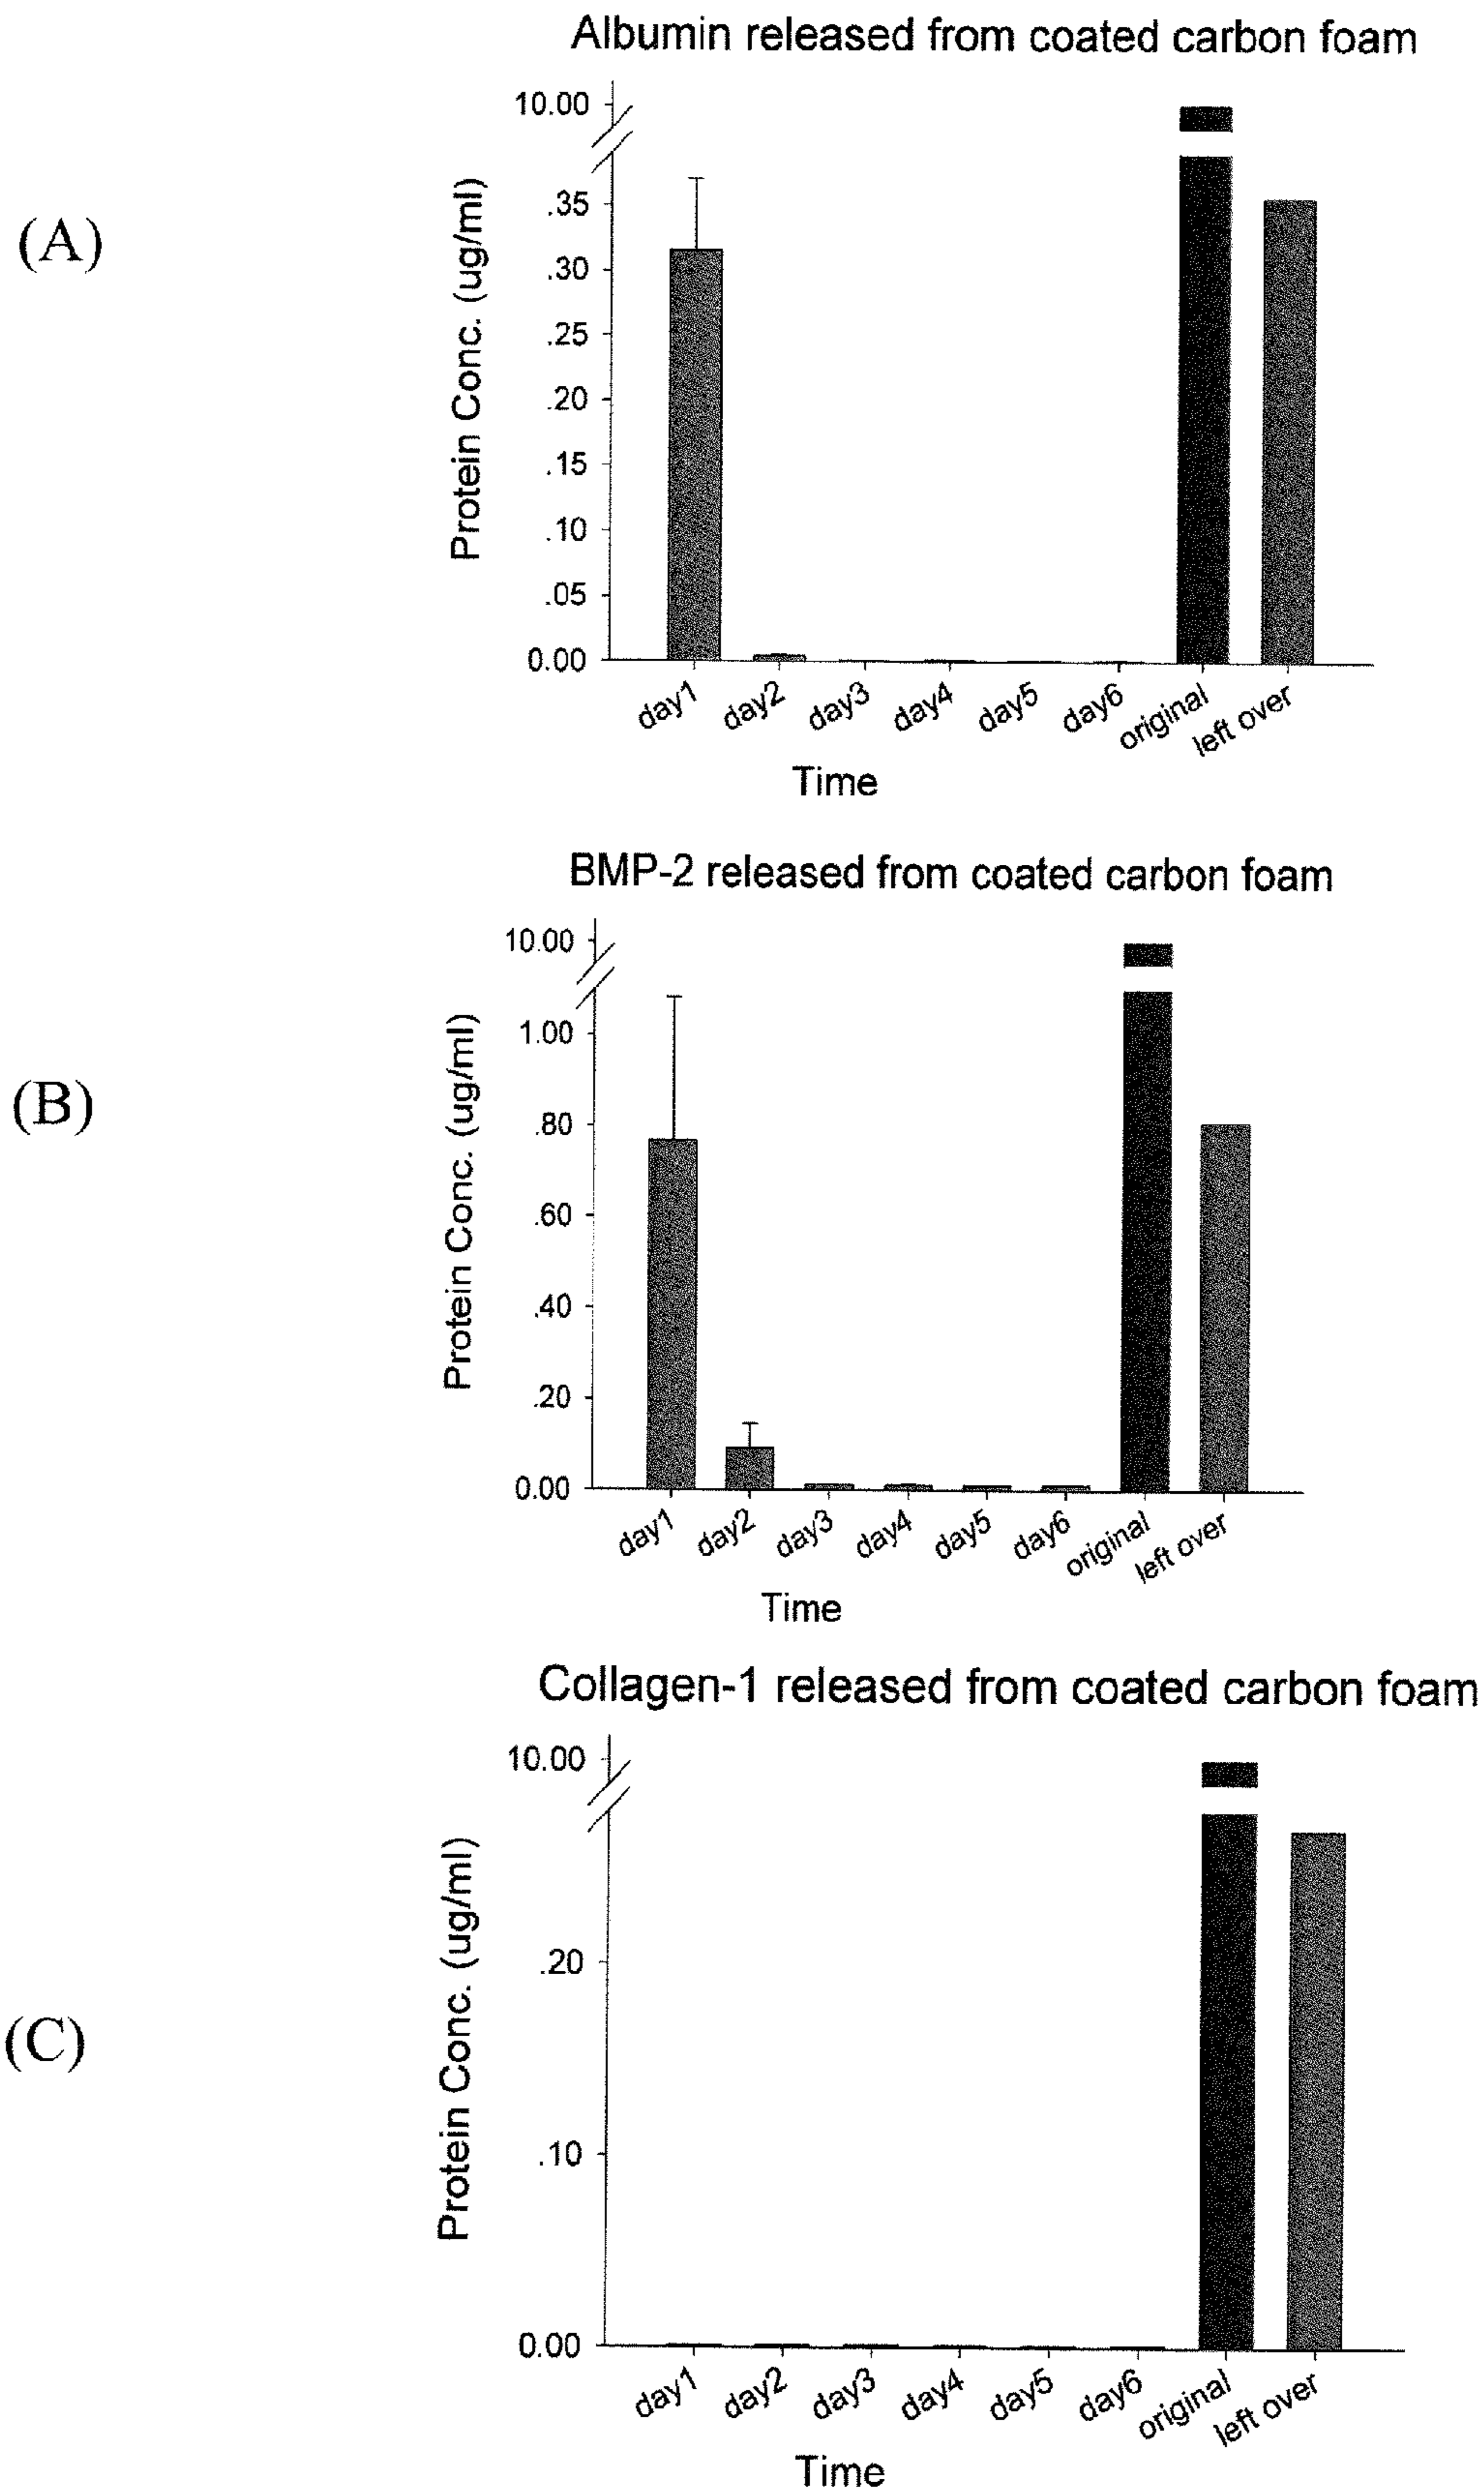 Albumin released from coated carbon foam
(A)
Protein Conc. (ug/ml)
10.00
.35
.30
.25
.20
.15
.10
.05
0.00
day1 day2 day3 day4 day5 day6 original left over
Time
BMP-2 released from coated carbon foam
(B)
Protein Conc. (ug/ml)
10.00
1.00
.80
.60
.40
.20
0.00
day1 day2 day3 day4 day5 day6 original left over
Time
Collagen-1 released from coated carbon foam
(C)
Protein Conc. (ug/ml)
10.00
.20
.10
0.00
day1 day2 day3 day4 day5 day6 original left over
Time